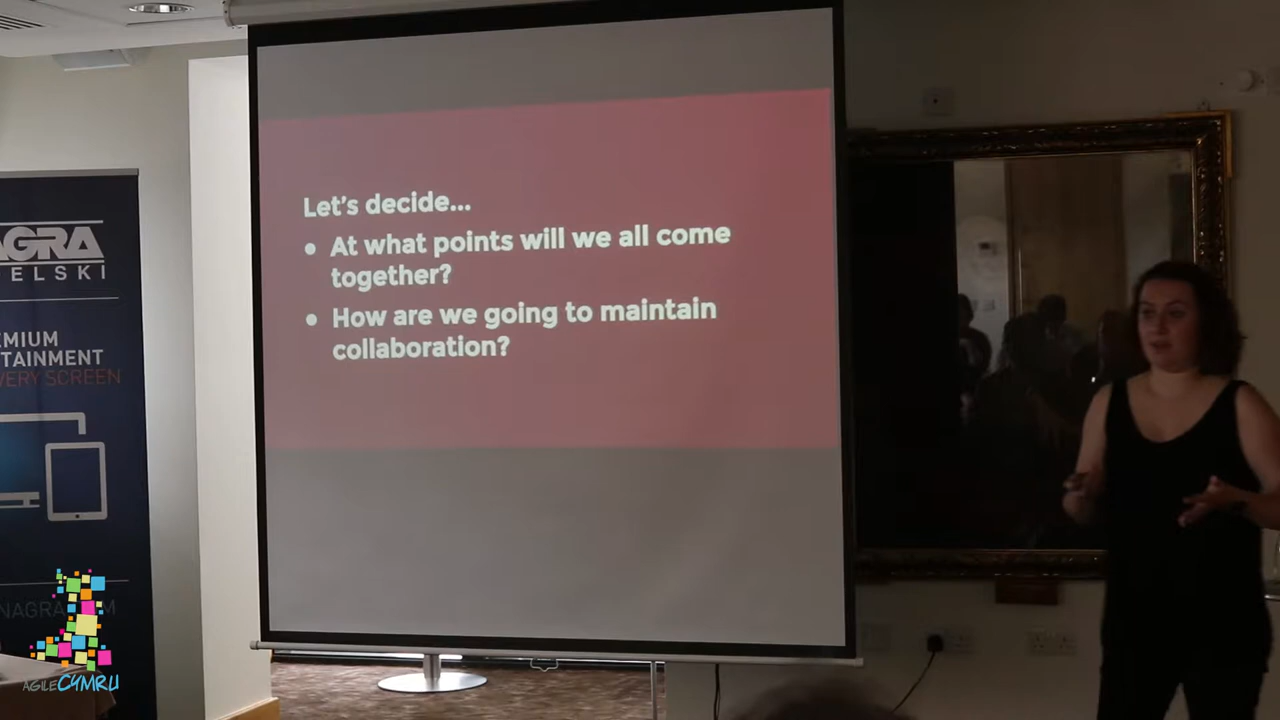 Let's decide...
• At what points will we all come
together?
• How are we going to maintain
collaboration?
AGRA
ELSKI
EMIUM
TAINMENT
VERY SCREEN
NAGRA
M
AGILECYMRU